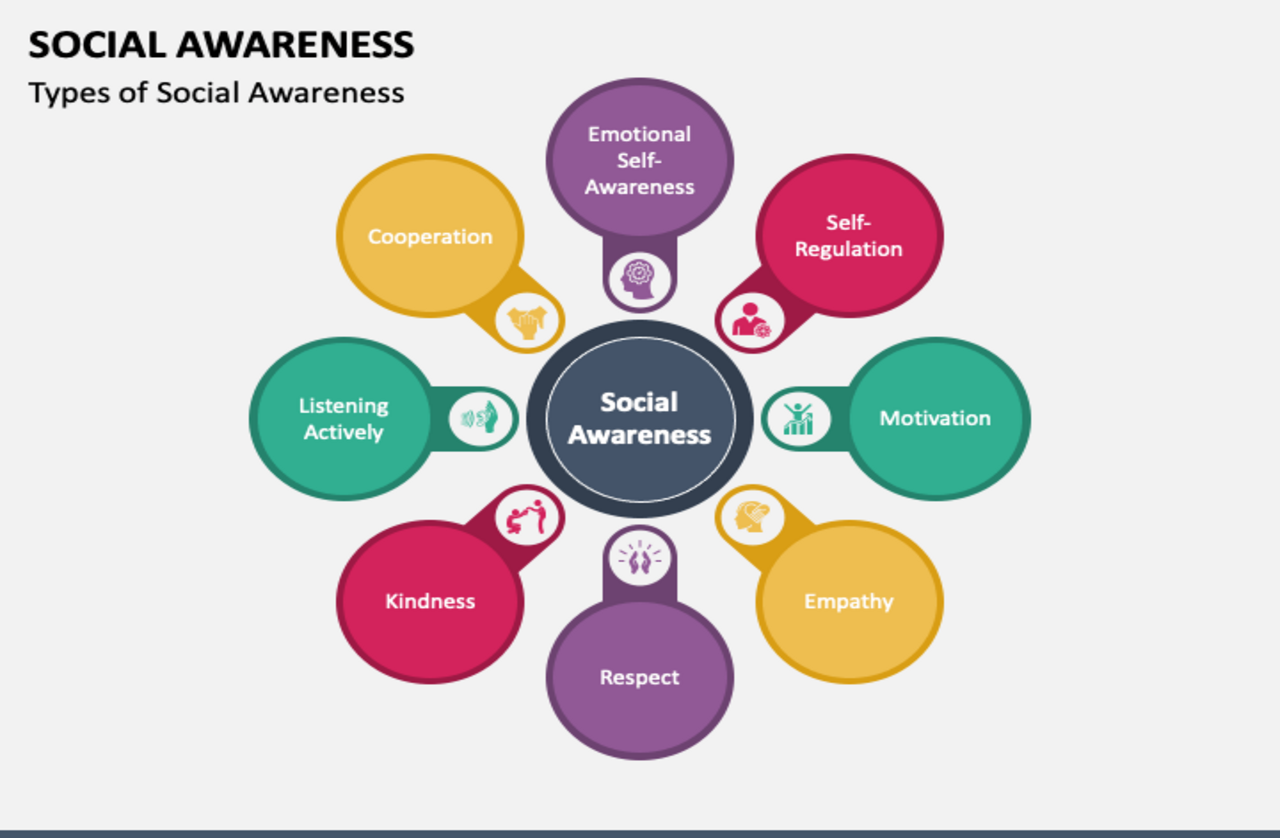 SOCIAL AWARENESS
Types of Social Awareness
Emotional
Self-
Awareness
Self-
Regulation
Motivation
Empathy
Respect
Kindness
Listening
Actively
Cooperation
Social
Awareness